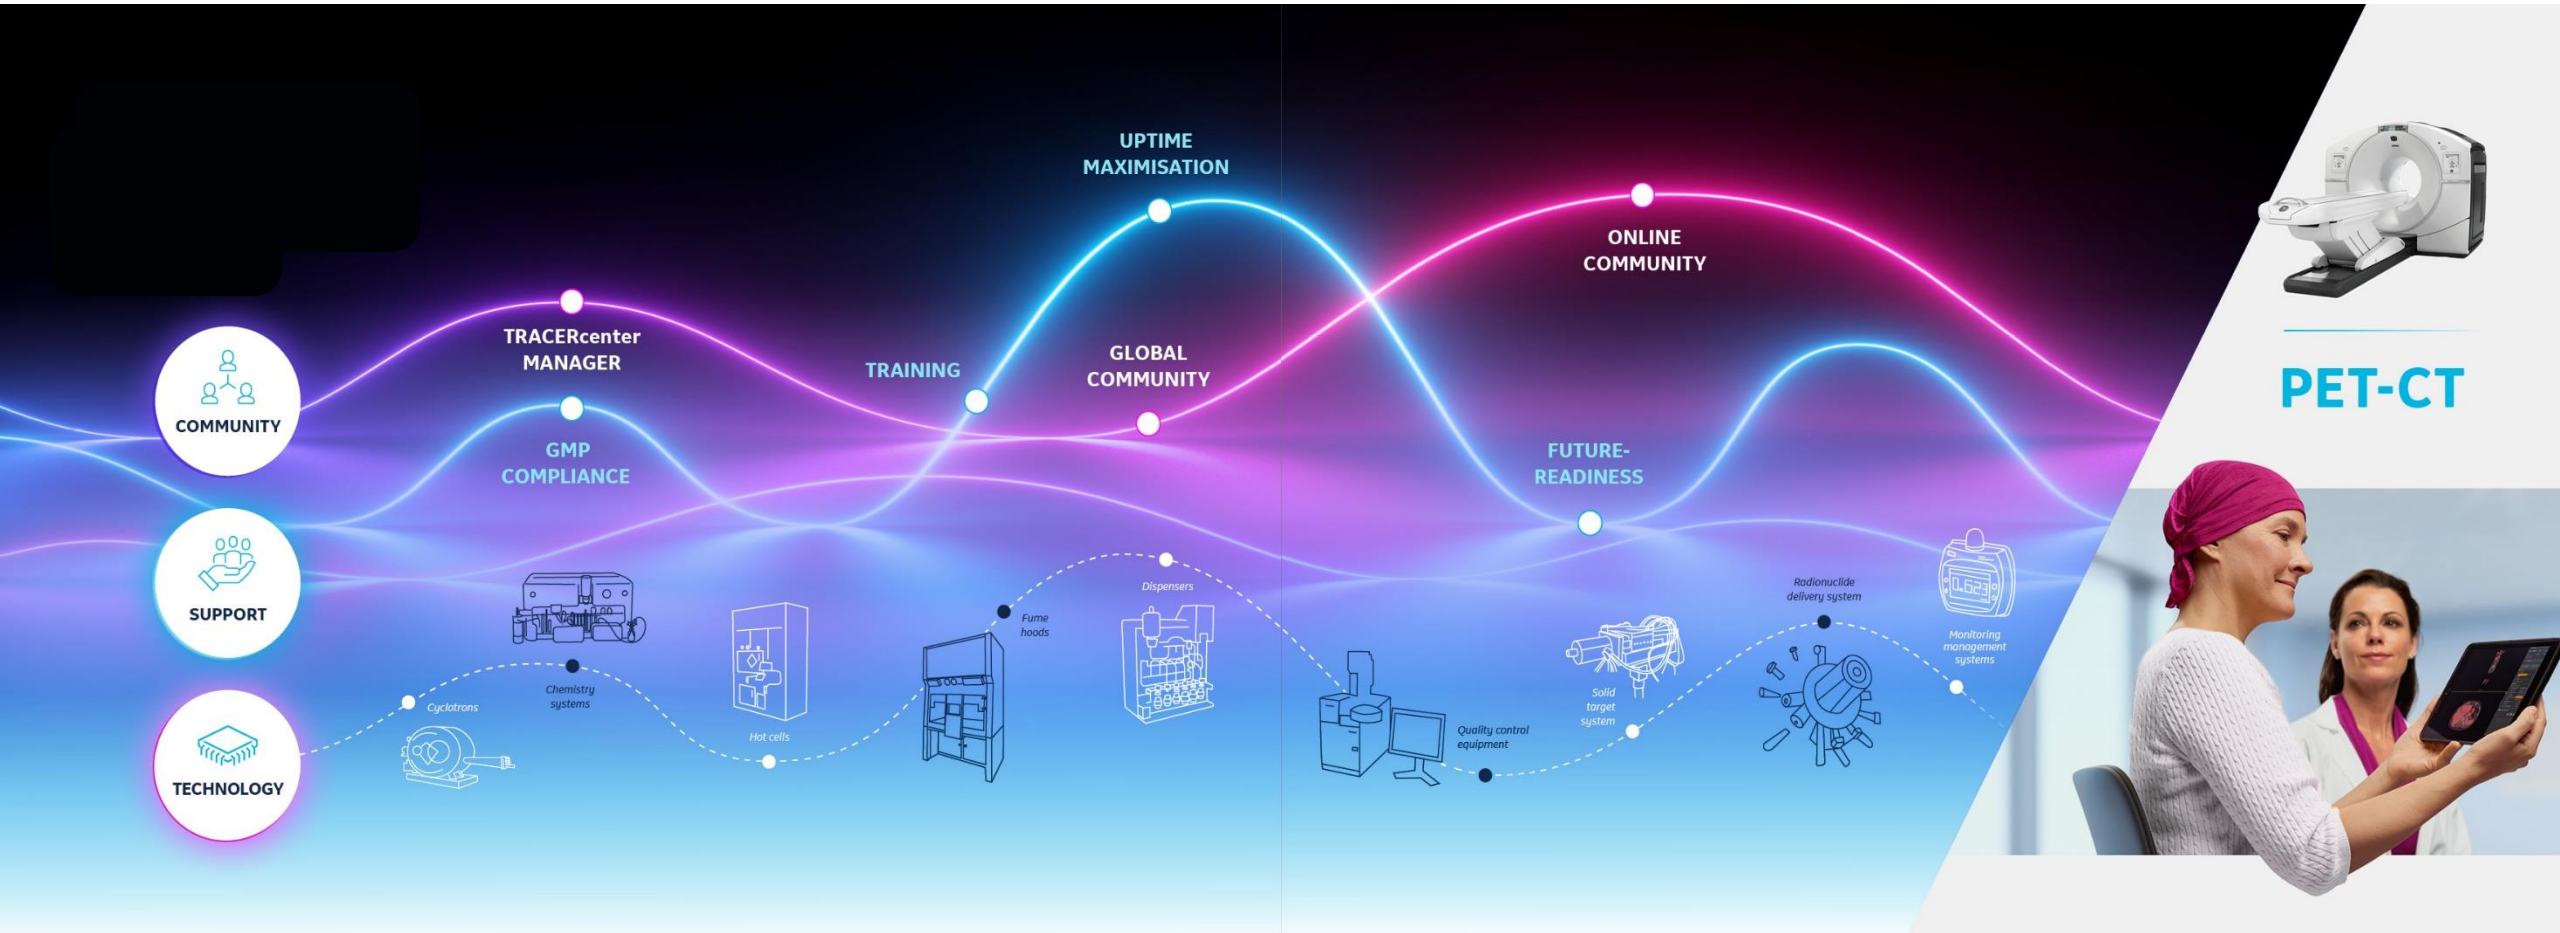 UPTIME
MAXIMISATION
ONLINE
COMMUNITY
TRACERcenter
MANAGER
TRAINING
GLOBAL
COMMUNITY
PET-CT
COMMUNITY
GMP
COMPLIANCE
FUTURE-
READINESS
SUPPORT
Dispensers
Radionuclide
delivery system
Fume
hoods
0.623
Monitoring
management
systems
Chemistry
systems
Cyclotrons
Solid
target
system
Hot cells
Quality control
equipment
TECHNOLOGY